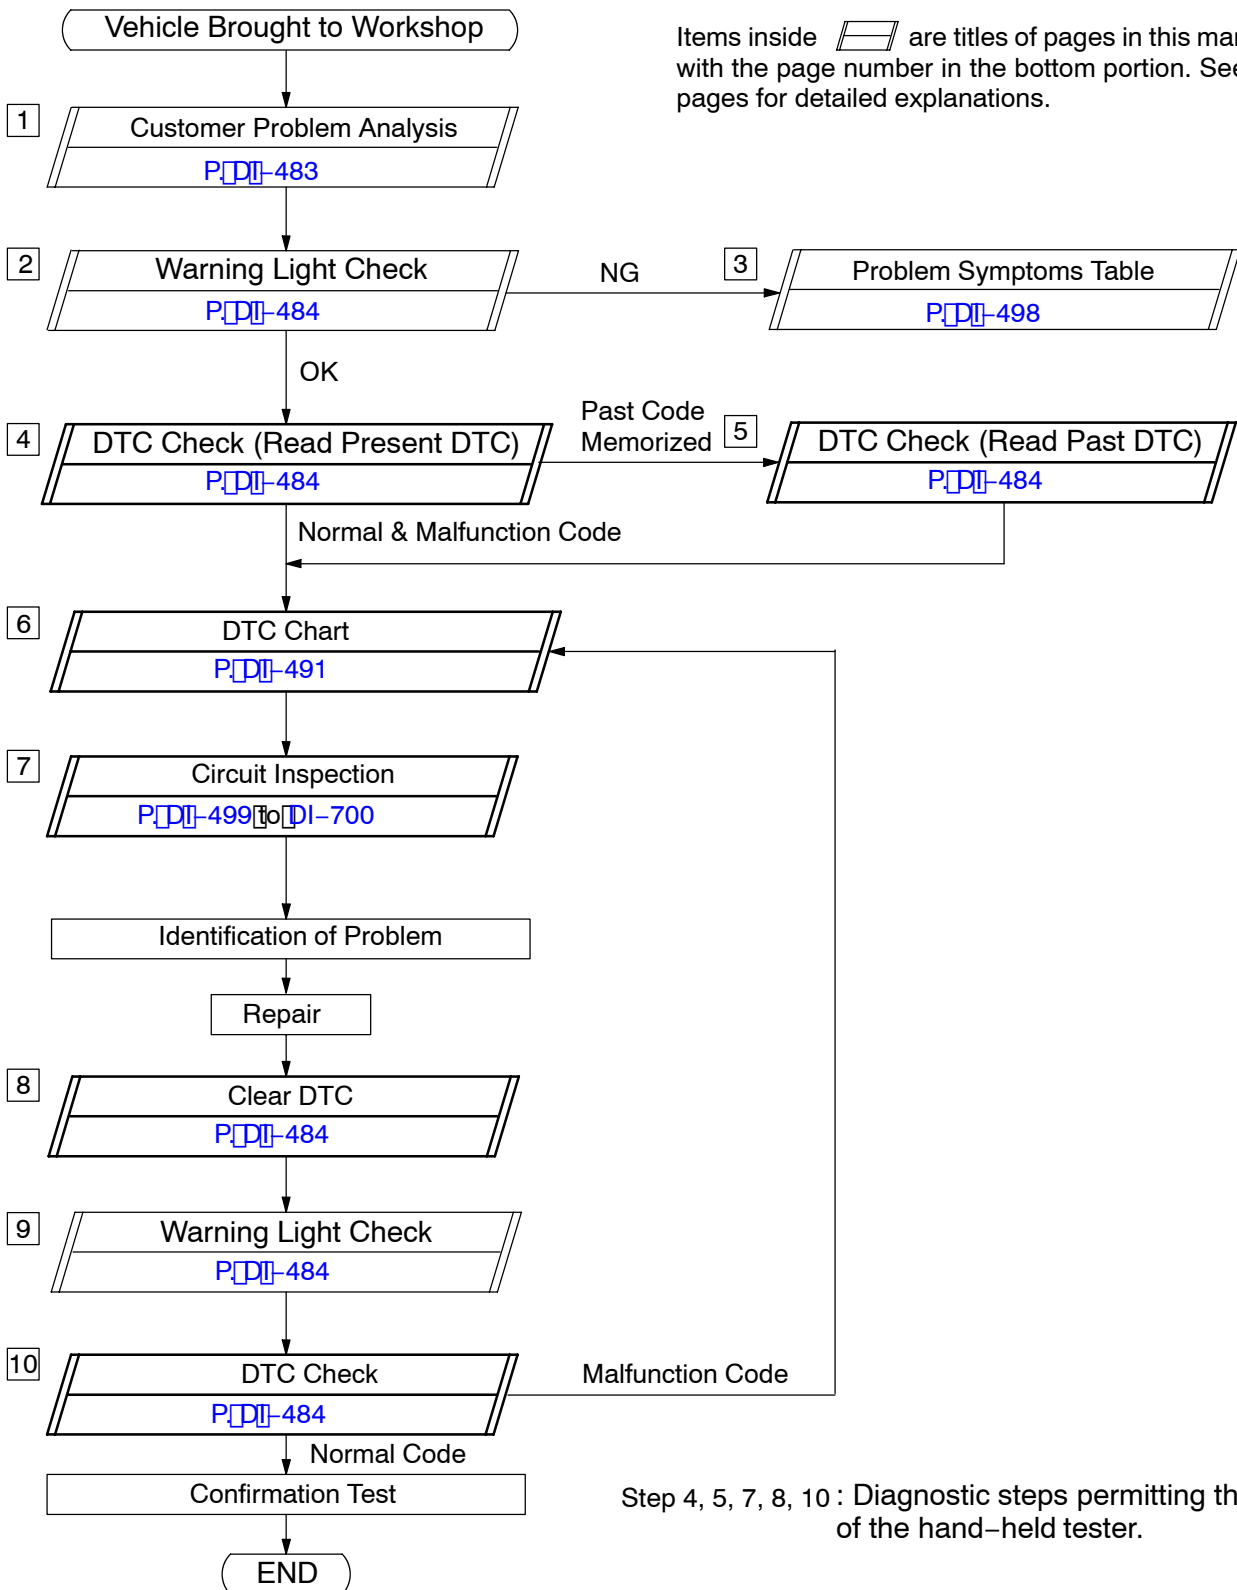 Vehicle Brought to Workshop
Items inside are titles of pages in this
with the page number in the bottom portion.
pages for detailed explanations.
1
Customer Problem Analysis
P. DI–483
2
Warning Light Check
P. DI–484
NG
3
Problem Symptoms Table
P. DI–498
OK
4
DTC Check (Read Present DTC)
P. DI–484
Past Code
Memorized
5
DTC Check (Read Past DTC)
P. DI–484
Normal & Malfunction Code
6
DTC Chart
P. DI–491
7
Circuit Inspection
P. DI–499 to DI–700
Identification of Problem
Repair
8
Clear DTC
P. DI–484
9
Warning Light Check
P. DI–484
10
DTC Check
P. DI–484
Malfunction Code
Normal Code
Confirmation Test
Step 4, 5, 7, 8, 10 : Diagnostic steps permitting
of the hand–held tester.
END